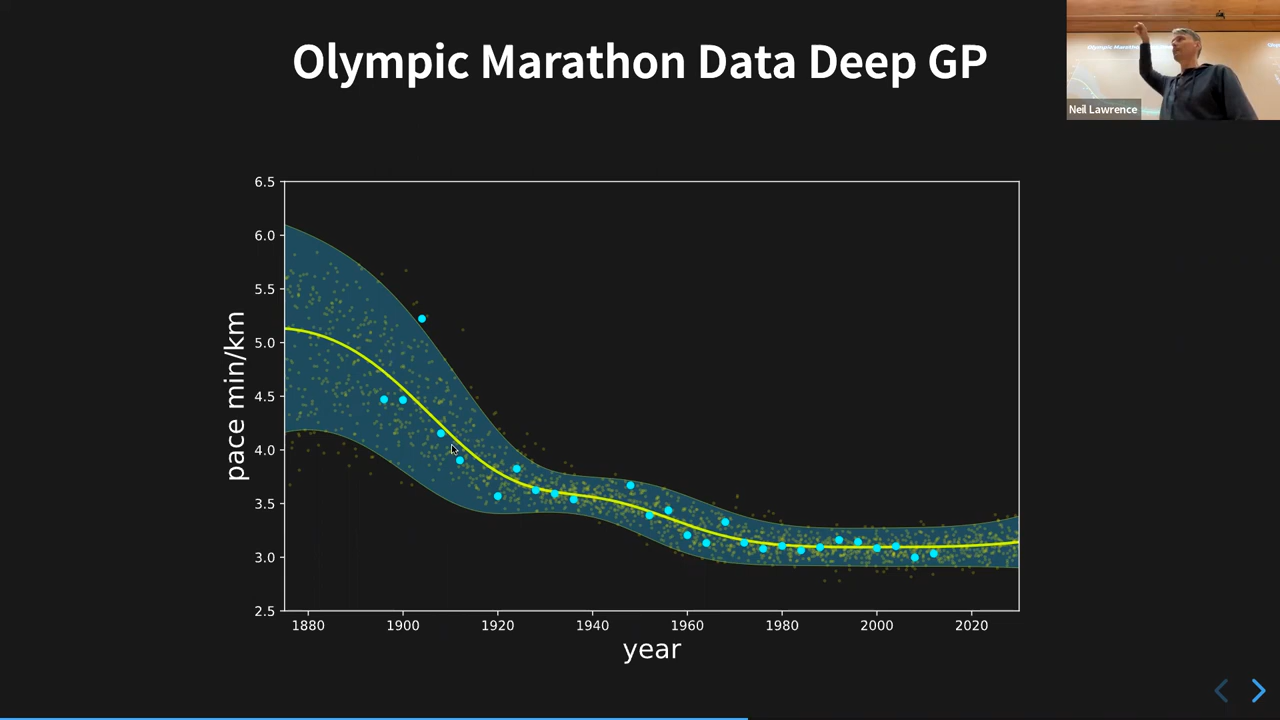 Olympic Marathon Data Deep GP
Neil Lawrence
6.5
6.0
5.5
5.0
4.5
4.0
3.5
3.0
2.5
pace min/km
1880 1900 1920 1940 1960 1980 2000 2020
year